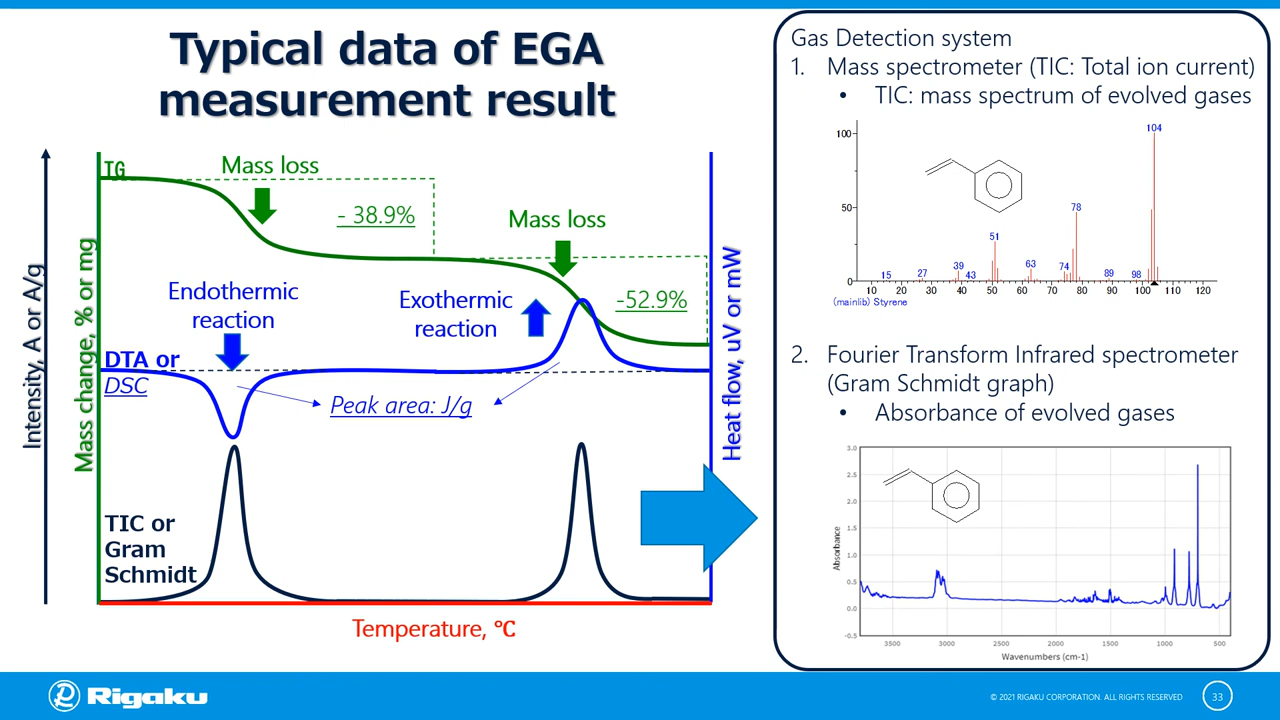 Typical data of EGA
measurement result
Intensity, A or A/g
Mass change, % or mg
TG
Mass loss
- 38.9%
Mass loss
-52.9%
Endothermic
reaction
Exothermic
reaction
DTA or
DSC
Peak area: J/g
TIC or
Gram
Schmidt
Heat flow, uV or mW
Temperature, ℃
Gas Detection system
1. Mass spectrometer (TIC: Total ion current)
• TIC: mass spectrum of evolved gases
100
50
0
104
78
51
39
63
74
15
27
43
89
98
10 20 30 40 50 60 70 80 90 100 110 120
(mainlib) Styrene
2. Fourier Transform Infrared spectrometer
(Gram Schmidt graph)
• Absorbance of evolved gases
Absorbance
3.0
2.5
2.0
1.5
1.0
0.5
0.0
-0.5
3500 3000 2500 2000 1500 1000 500
Wavenumbers (cm-1)
Rigaku
© 2021 RIGAKU CORPORATION. ALL RIGHTS RESERVED
33